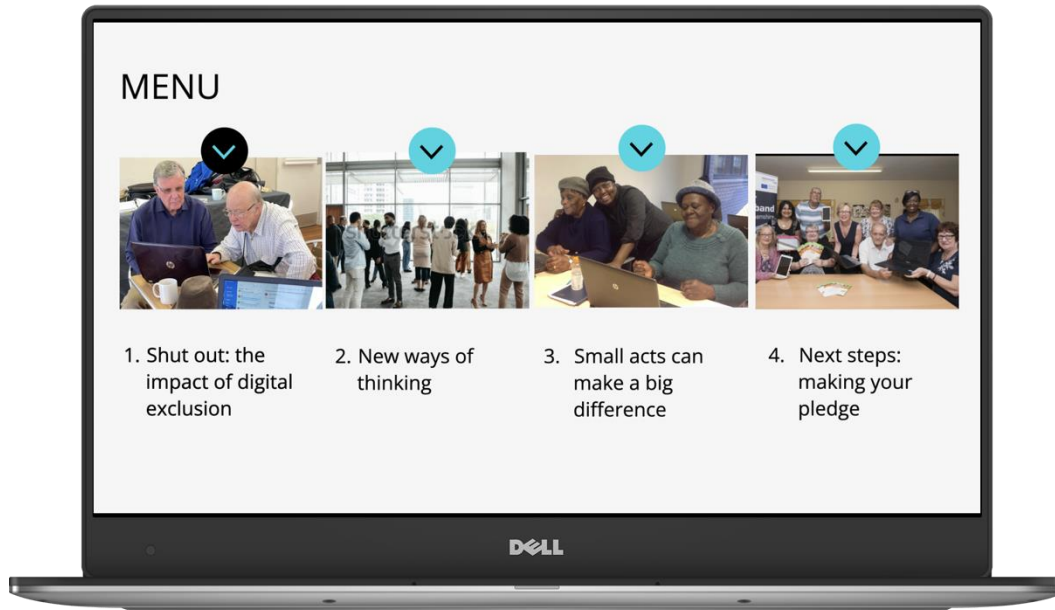 MENU
1. Shut out: the
impact of digital
exclusion
2. New ways of
thinking
3. Small acts can
make a big
difference
4. Next steps:
making your
pledge
band
DELL